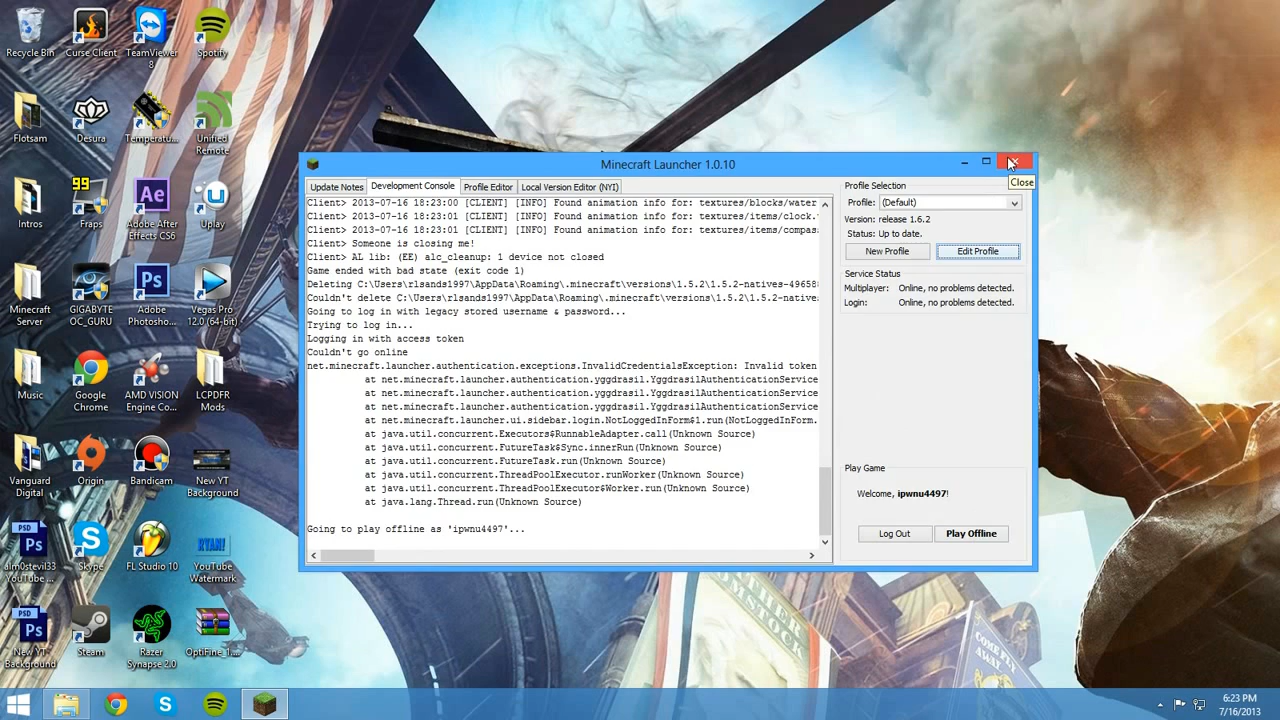 Recycle Bin
Curse Client
TeamViewer
8
Spotify
Flotsam
Desura
Temperatu...
Unified
Remote
Intros
99
Fraps
Ae
Adobe After
Effects CS6
Uplay
Minecraft
Server
GIGABYTE
OC_GURU
Ps
Adobe
Photosho...
Vegas Pro
12.0 (64-bit)
Music
Google
Chrome
AMD VISION
Engine Co...
LCPDFR
Mods
Vanguard
Digital
Origin
Bandicam
New YT
Background
PSD
Ps
alm0stevil33
YouTube ...
Skype
FL Studio 10
RYAN!
YouTube
Watermark
PSD
Ps
New YT
Background
Steam
Razer
Synapse 2.0
OptiFine_1....
Minecraft Launcher 1.0.10
Close
Update Notes
Development Console
Profile Editor
Local Version Editor (NYI)
Client> 2013-07-16 18:23:00 [CLIENT] [INFO] Found animation info for: textures/blocks/water
Client> 2013-07-16 18:23:01 [CLIENT] [INFO] Found animation info for: textures/items/clock.
Client> 2013-07-16 18:23:01 [CLIENT] [INFO] Found animation info for: textures/items/compas
Client> Someone is closing me!
Client> AL lib: (EE) alc_cleanup: 1 device not closed
Game ended with bad state (exit code 1)
Deleting C:\Users\rlsands1997\AppData\Roaming\.minecraft\versions\1.5.2\1.5.2-natives-49658
Couldn't delete C:\Users\rlsands1997\AppData\Roaming\.minecraft\versions\1.5.2\1.5.2-native
Going to log in with legacy stored username & password...
Trying to log in...
Logging in with access token
Couldn't go online
net.minecraft.launcher.authentication.exceptions.InvalidCredentialsException: Invalid token
at net.minecraft.launcher.authentication.yggdrasil.YggdrasilAuthenticationService
at net.minecraft.launcher.authentication.yggdrasil.YggdrasilAuthenticationService
at net.minecraft.launcher.authentication.yggdrasil.YggdrasilAuthenticationService
at net.minecraft.launcher.ui.sidebar.login.NotLoggedInForm$1.run(NotLoggedInForm.
at java.util.concurrent.Executors$RunnableAdapter.call(Unknown Source)
at java.util.concurrent.FutureTask$Sync.innerRun(Unknown Source)
at java.util.concurrent.FutureTask.run(Unknown Source)
at java.util.concurrent.ThreadPoolExecutor.runWorker(Unknown Source)
at java.util.concurrent.ThreadPoolExecutor$Worker.run(Unknown Source)
at java.lang.Thread.run(Unknown Source)
Going to play offline as 'ipwnu4497'...
Profile Selection
Profile: (Default)
Version: release 1.6.2
Status: Up to date.
New Profile
Edit Profile
Service Status
Multiplayer: Online, no problems detected.
Login: Online, no problems detected.
Play Game
Welcome, ipwnu4497!
Log Out
Play Offline
COME FLY
AWAY
6:23 PM
7/16/2013